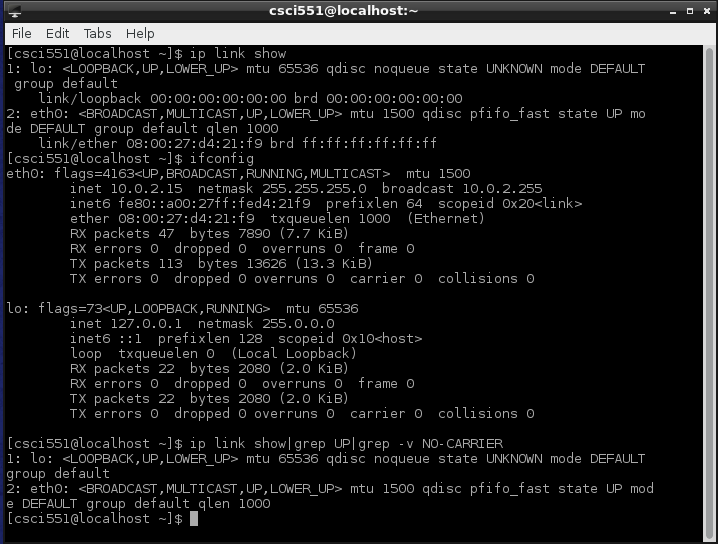 csci551@localhost:~
File Edit Tabs Help
[csci551@localhost ~]$ ip link show
1: lo: <LOOPBACK,UP,LOWER_UP> mtu 65536 qdisc noqueue state UNKNOWN mode DEFAULT
 group default
    link/loopback 00:00:00:00:00:00 brd 00:00:00:00:00:00
2: eth0: <BROADCAST,MULTICAST,UP,LOWER_UP> mtu 1500 qdisc pfifo_fast state UP mo
de DEFAULT group default qlen 1000
    link/ether 08:00:27:d4:21:f9 brd ff:ff:ff:ff:ff:ff
[csci551@localhost ~]$ ifconfig
eth0: flags=4163<UP,BROADCAST,RUNNING,MULTICAST>  mtu 1500
        inet 10.0.2.15  netmask 255.255.255.0  broadcast 10.0.2.255
        inet6 fe80::a00:27ff:fed4:21f9  prefixlen 64  scopeid 0x20<link>
        ether 08:00:27:d4:21:f9  txqueuelen 1000  (Ethernet)
        RX packets 47  bytes 7890 (7.7 KiB)
        RX errors 0  dropped 0  overruns 0  frame 0
        TX packets 113  bytes 13626 (13.3 KiB)
        TX errors 0  dropped 0 overruns 0  carrier 0  collisions 0
lo: flags=73<UP,LOOPBACK,RUNNING>  mtu 65536
        inet 127.0.0.1  netmask 255.0.0.0
        inet6 ::1  prefixlen 128  scopeid 0x10<host>
        loop  txqueuelen 0  (Local Loopback)
        RX packets 22  bytes 2080 (2.0 KiB)
        RX errors 0  dropped 0  overruns 0  frame 0
        TX packets 22  bytes 2080 (2.0 KiB)
        TX errors 0  dropped 0 overruns 0  carrier 0  collisions 0
[csci551@localhost ~]$ ip link show|grep UP|grep -v NO-CARRIER
1: lo: <LOOPBACK,UP,LOWER_UP> mtu 65536 qdisc noqueue state UNKNOWN mode DEFAULT
group default
2: eth0: <BROADCAST,MULTICAST,UP,LOWER_UP> mtu 1500 qdisc pfifo_fast state UP mod
e DEFAULT group default qlen 1000
[csci551@localhost ~]$